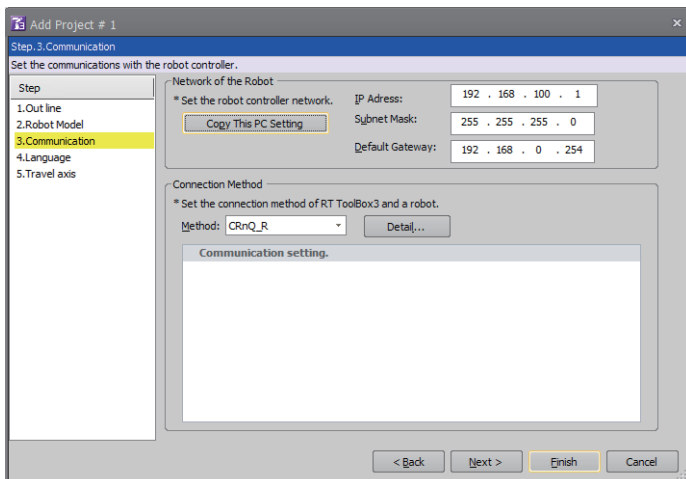 Add Project # 1
Step.3.Communication
Set the communications with the robot controller.
Step
1.Out line
2.Robot Model
3.Communication
4.Language
5.Travel axis
Network of the Robot
* Set the robot controller network.
Copy This PC Setting
IP Adress: 192 . 168 . 100 . 1
Subnet Mask: 255 . 255 . 255 . 0
Default Gateway: 192 . 168 . 0 . 254
Connection Method
* Set the connection method of RT ToolBox3 and a robot.
Method: CRnQ_R Detail...
Communication setting.
< Back Next > Finish Cancel